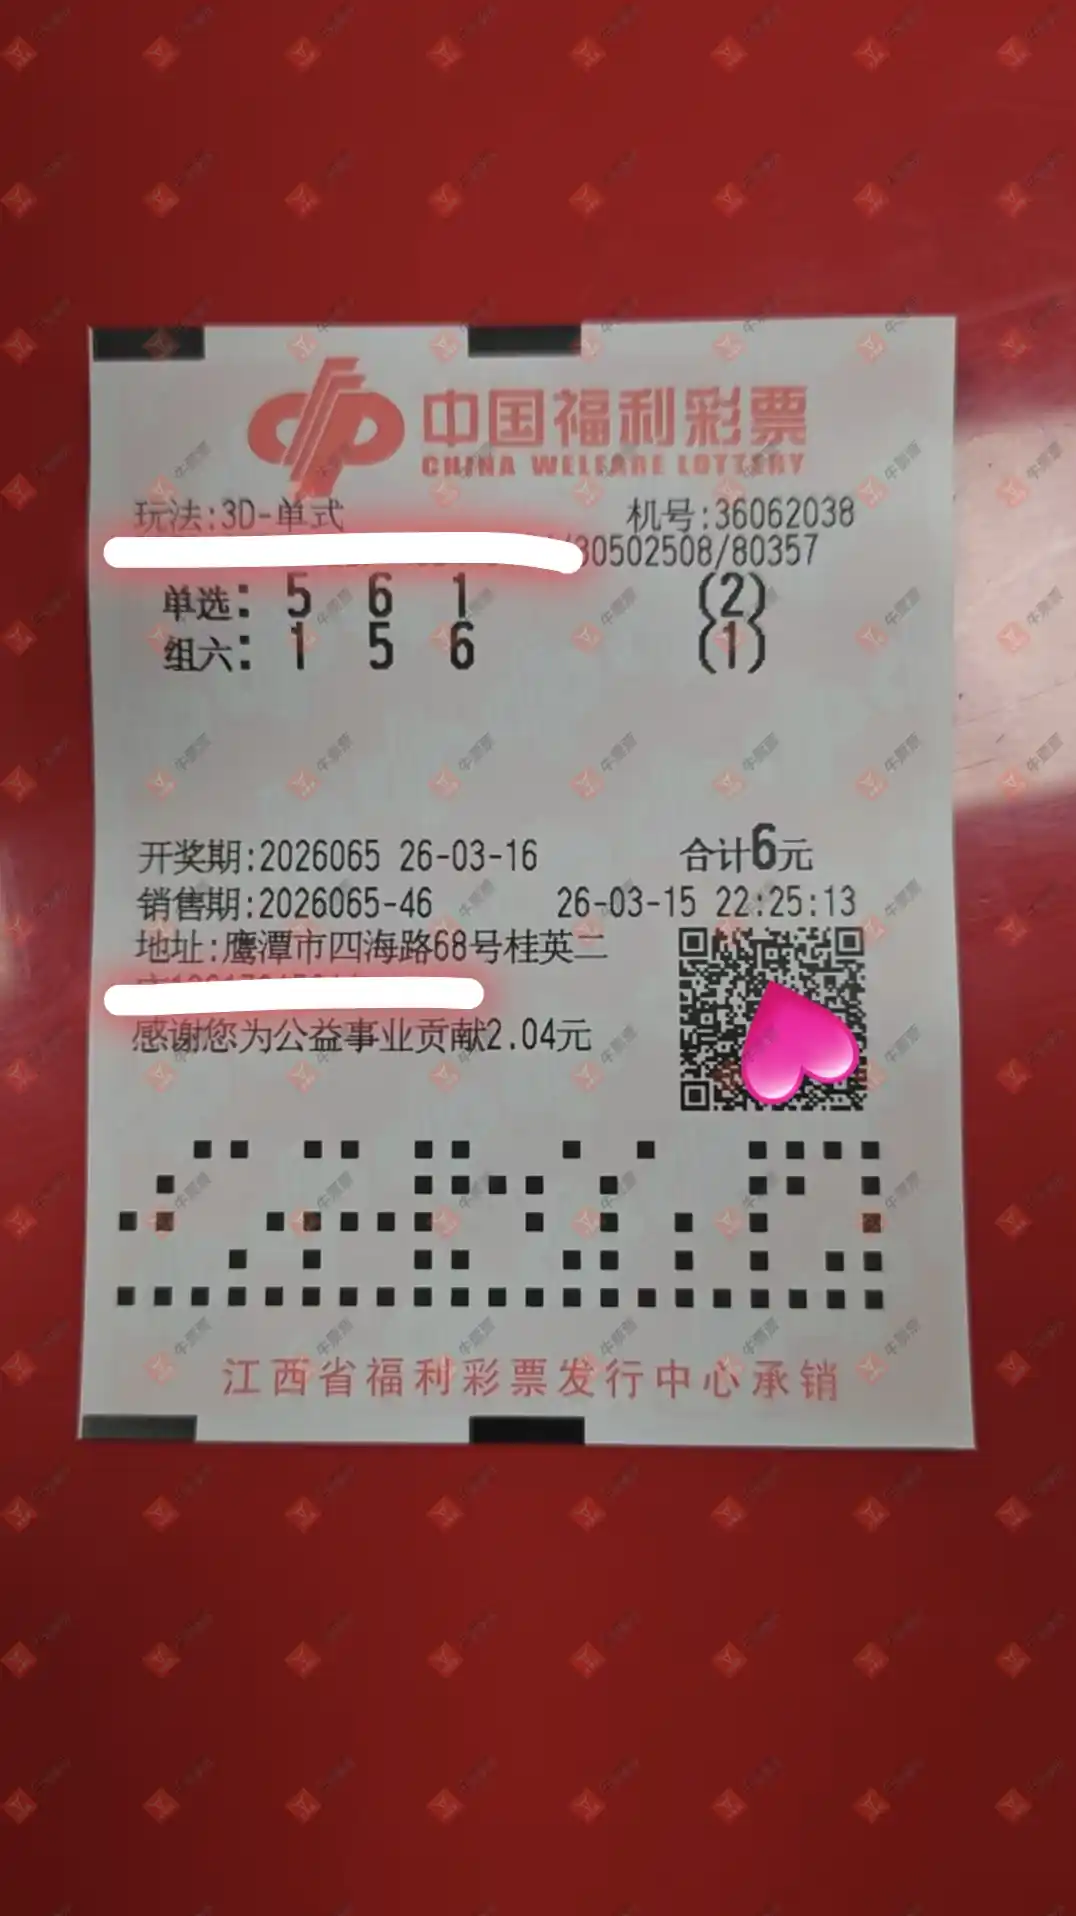 中国福利彩票
CHINA WELFARE LOTTERY
玩法:3D-单式 机号:36062038
/30502508/80357
单选: 5 6 1 (2)
组六: 1 5 6 (1)
开奖期:2026065 26-03-16 合计6元
销售期:2026065-46 26-03-15 22:25:13
地址:鹰潭市四海路68号桂英二
感谢您为公益事业贡献2.04元
江西省福利彩票发行中心承销